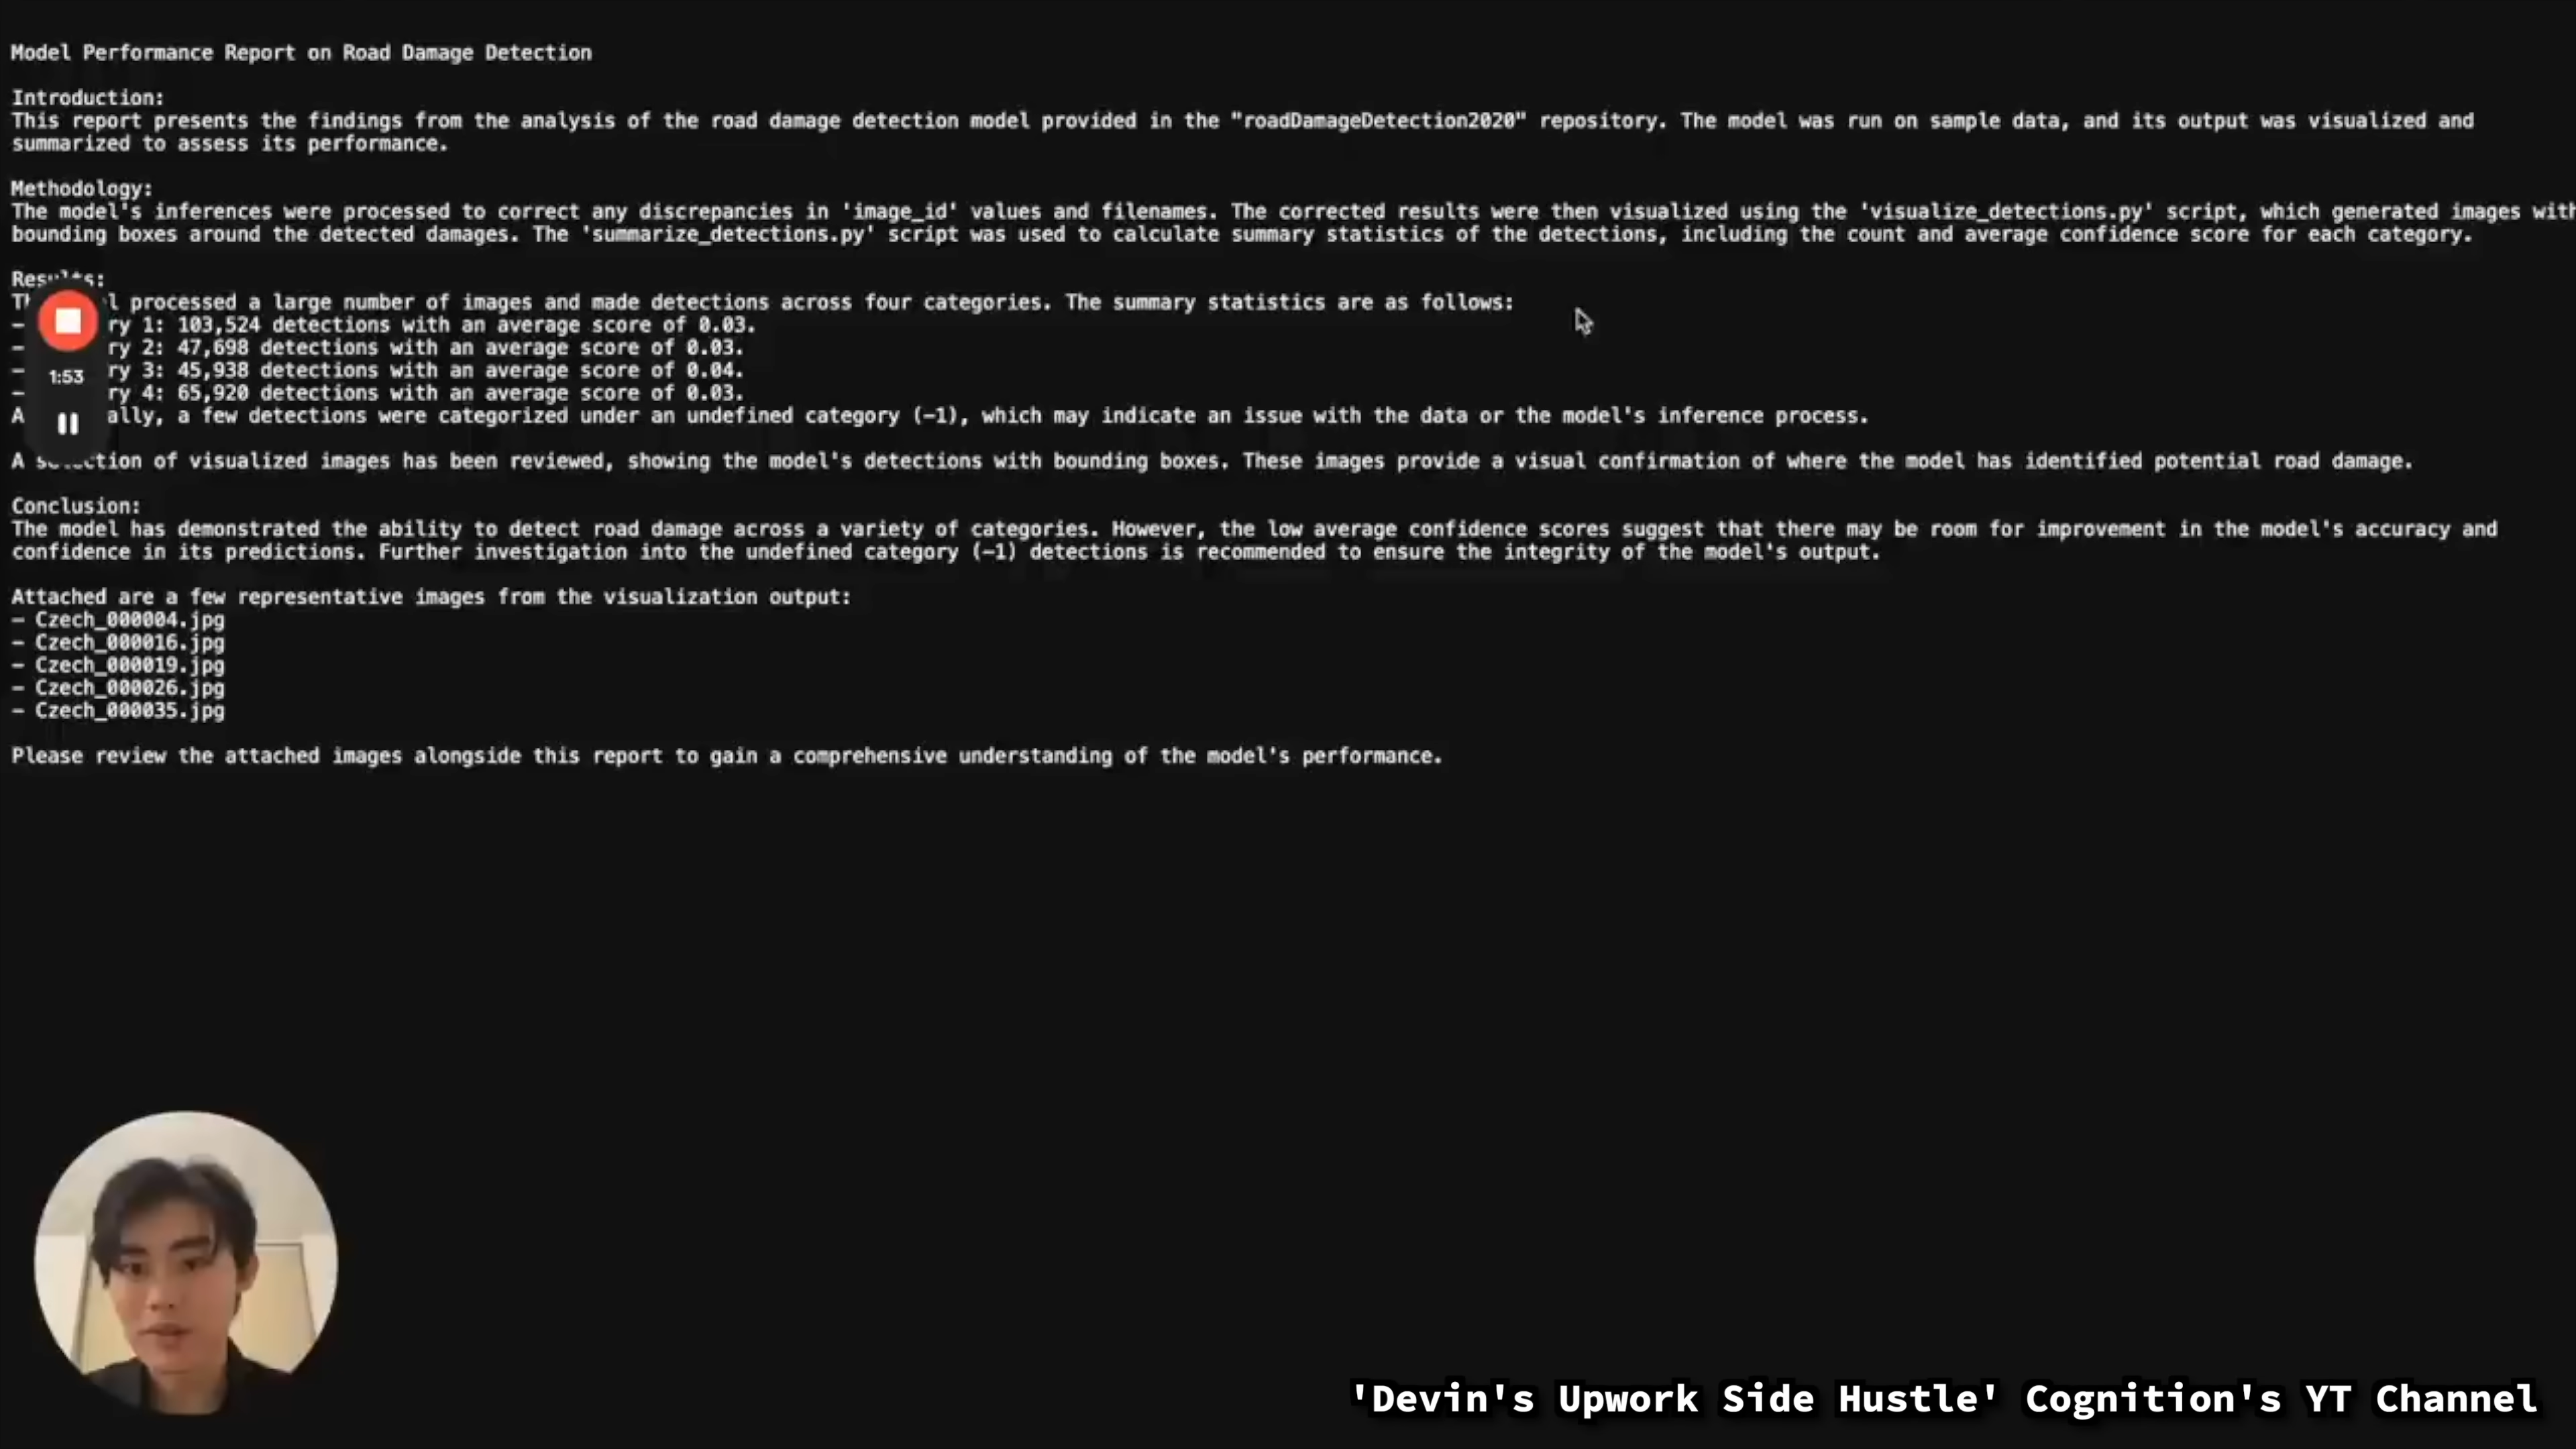 Model Performance Report on Road Damage Detection
Introduction:
This report presents the findings from the analysis of the road damage detection model provided in the "roadDamageDetection2020" repository. The model was run on sample data, and its output was visualized and
summarized to assess its performance.
Methodology:
The model's inferences were processed to correct any discrepancies in 'image_id' values and filenames. The corrected results were then visualized using the 'visualize_detections.py' script, which generated images with
bounding boxes around the detected damages. The 'summarize_detections.py' script was used to calculate summary statistics of the detections, including the count and average confidence score for each category.
Results:
processed a large number of images and made detections across four categories. The summary statistics are as follows:
- ry 1: 103,524 detections with an average score of 0.03.
- ry 2: 47,698 detections with an average score of 0.03.
1:53
- ry 3: 45,938 detections with an average score of 0.04.
- ry 4: 65,920 detections with an average score of 0.03.
A ally, a few detections were categorized under an undefined category (-1), which may indicate an issue with the data or the model's inference process.
A selection of visualized images has been reviewed, showing the model's detections with bounding boxes. These images provide a visual confirmation of where the model has identified potential road damage.
Conclusion:
The model has demonstrated the ability to detect road damage across a variety of categories. However, the low average confidence scores suggest that there may be room for improvement in the model's accuracy and
confidence in its predictions. Further investigation into the undefined category (-1) detections is recommended to ensure the integrity of the model's output.
Attached are a few representative images from the visualization output:
- Czech_000004.jpg
- Czech_000016.jpg
- Czech_000019.jpg
- Czech_000026.jpg
- Czech_000035.jpg
Please review the attached images alongside this report to gain a comprehensive understanding of the model's performance.
'Devin's Upwork Side Hustle' Cognition's YT Channel